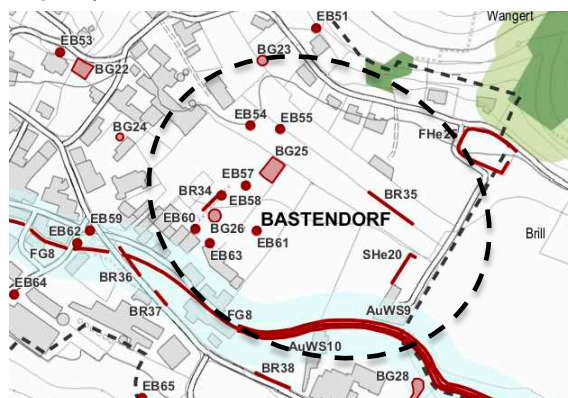 EB51
Wangert
EB53
BG23
BG22
EB54
EB55
BG24
FHe25
BG25
EB57
BR34
EB58
BR35
EB59
EB60
BG26
BASTENDORF
EB62
EB61
Brill
FG8
EB63
BR36
SHe20
EB64
BR37
FG8
AuWS9
AuWS10
BR38
BG28
EB65